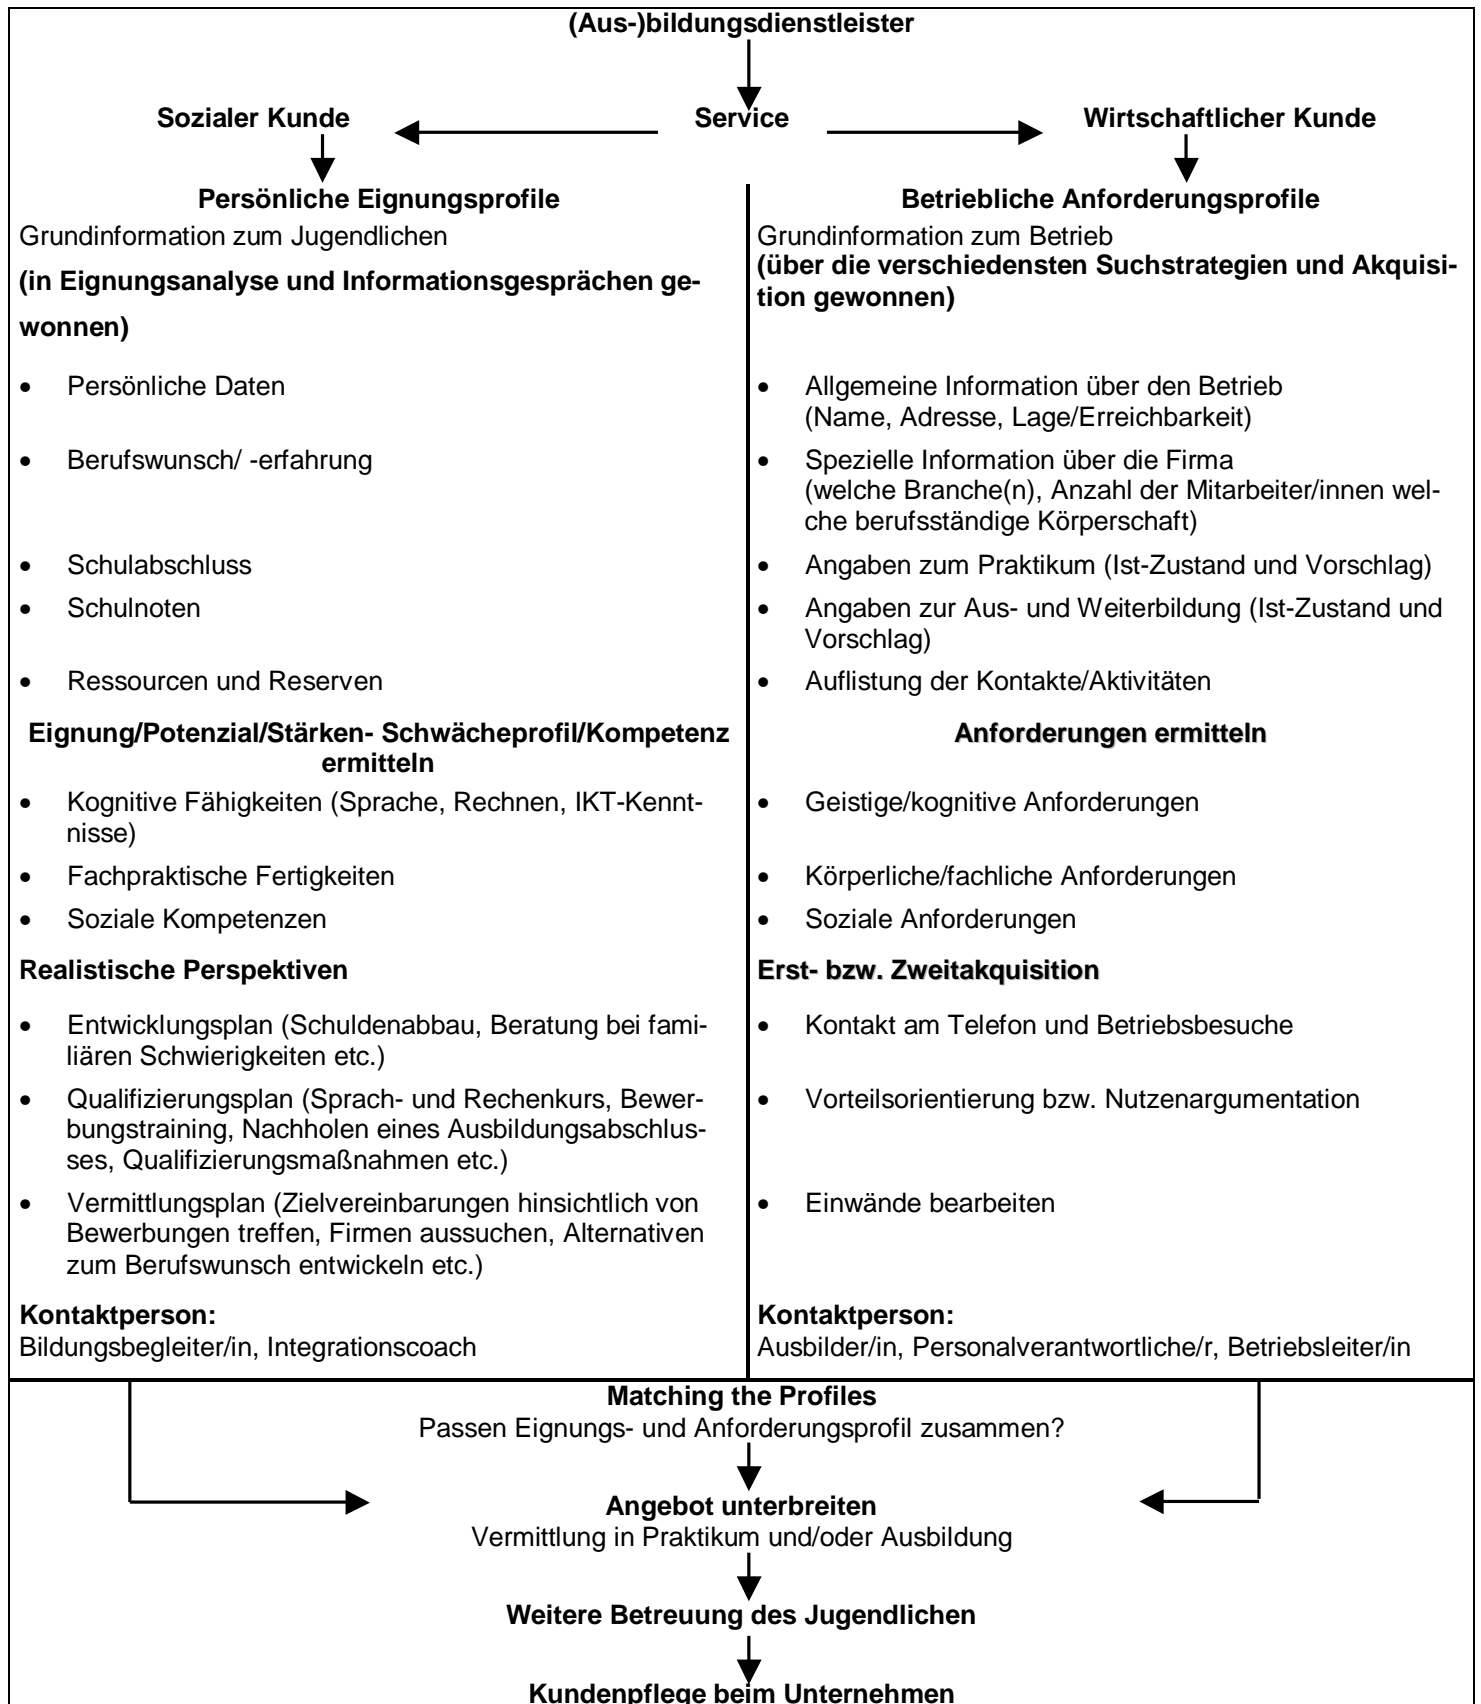 (Aus-)bildungsdienstleister
Sozialer Kunde
Service
Wirtschaftlicher Kunde
Persönliche Eignungsprofile
Grundinformation zum Jugendlichen
(in Eignungsanalyse und Informationsgesprächen ge-
wonnen)
• Persönliche Daten
• Berufswunsch/ -erfahrung
• Schulabschluss
• Schulnoten
• Ressourcen und Reserven
Eignung/Potenzial/Stärken- Schwächeprofil/Kompetenz
ermitteln
• Kognitive Fähigkeiten (Sprache, Rechnen, IKT-Kennt-
nisse)
• Fachpraktische Fertigkeiten
• Soziale Kompetenzen
Realistische Perspektiven
• Entwicklungsplan (Schuldenabbau, Beratung bei fami-
liären Schwierigkeiten etc.)
• Qualifizierungsplan (Sprach- und Rechenkurs, Bewer-
bungstraining, Nachholen eines Ausbildungsabschlus-
ses, Qualifizierungsmaßnahmen etc.)
• Vermittlungsplan (Zielvereinbarungen hinsichtlich von
Bewerbungen treffen, Firmen aussuchen, Alternativen
zum Berufswunsch entwickeln etc.)
Kontaktperson:
Bildungsbegleiter/in, Integrationscoach
Betriebliche Anforderungsprofile
Grundinformation zum Betrieb
(über die verschiedensten Suchstrategien und Akquisi-
tion gewonnen)
• Allgemeine Information über den Betrieb
(Name, Adresse, Lage/Erreichbarkeit)
• Spezielle Information über die Firma
(welche Branche(n), Anzahl der Mitarbeiter/innen wel-
che berufsständige Körperschaft)
• Angaben zum Praktikum (Ist-Zustand und Vorschlag)
• Angaben zur Aus- und Weiterbildung (Ist-Zustand und
Vorschlag)
• Auflistung der Kontakte/Aktivitäten
Anforderungen ermitteln
• Geistige/kognitive Anforderungen
• Körperliche/fachliche Anforderungen
• Soziale Anforderungen
Erst- bzw. Zweitakquisition
• Kontakt am Telefon und Betriebsbesuche
• Vorteilsorientierung bzw. Nutzenargumentation
• Einwände bearbeiten
Kontaktperson:
Ausbilder/in, Personalverantwortliche/r, Betriebsleiter/in
Matching the Profiles
Passen Eignungs- und Anforderungsprofil zusammen?
Angebot unterbreiten
Vermittlung in Praktikum und/oder Ausbildung
Weitere Betreuung des Jugendlichen
Kundenpflege beim Unternehmen